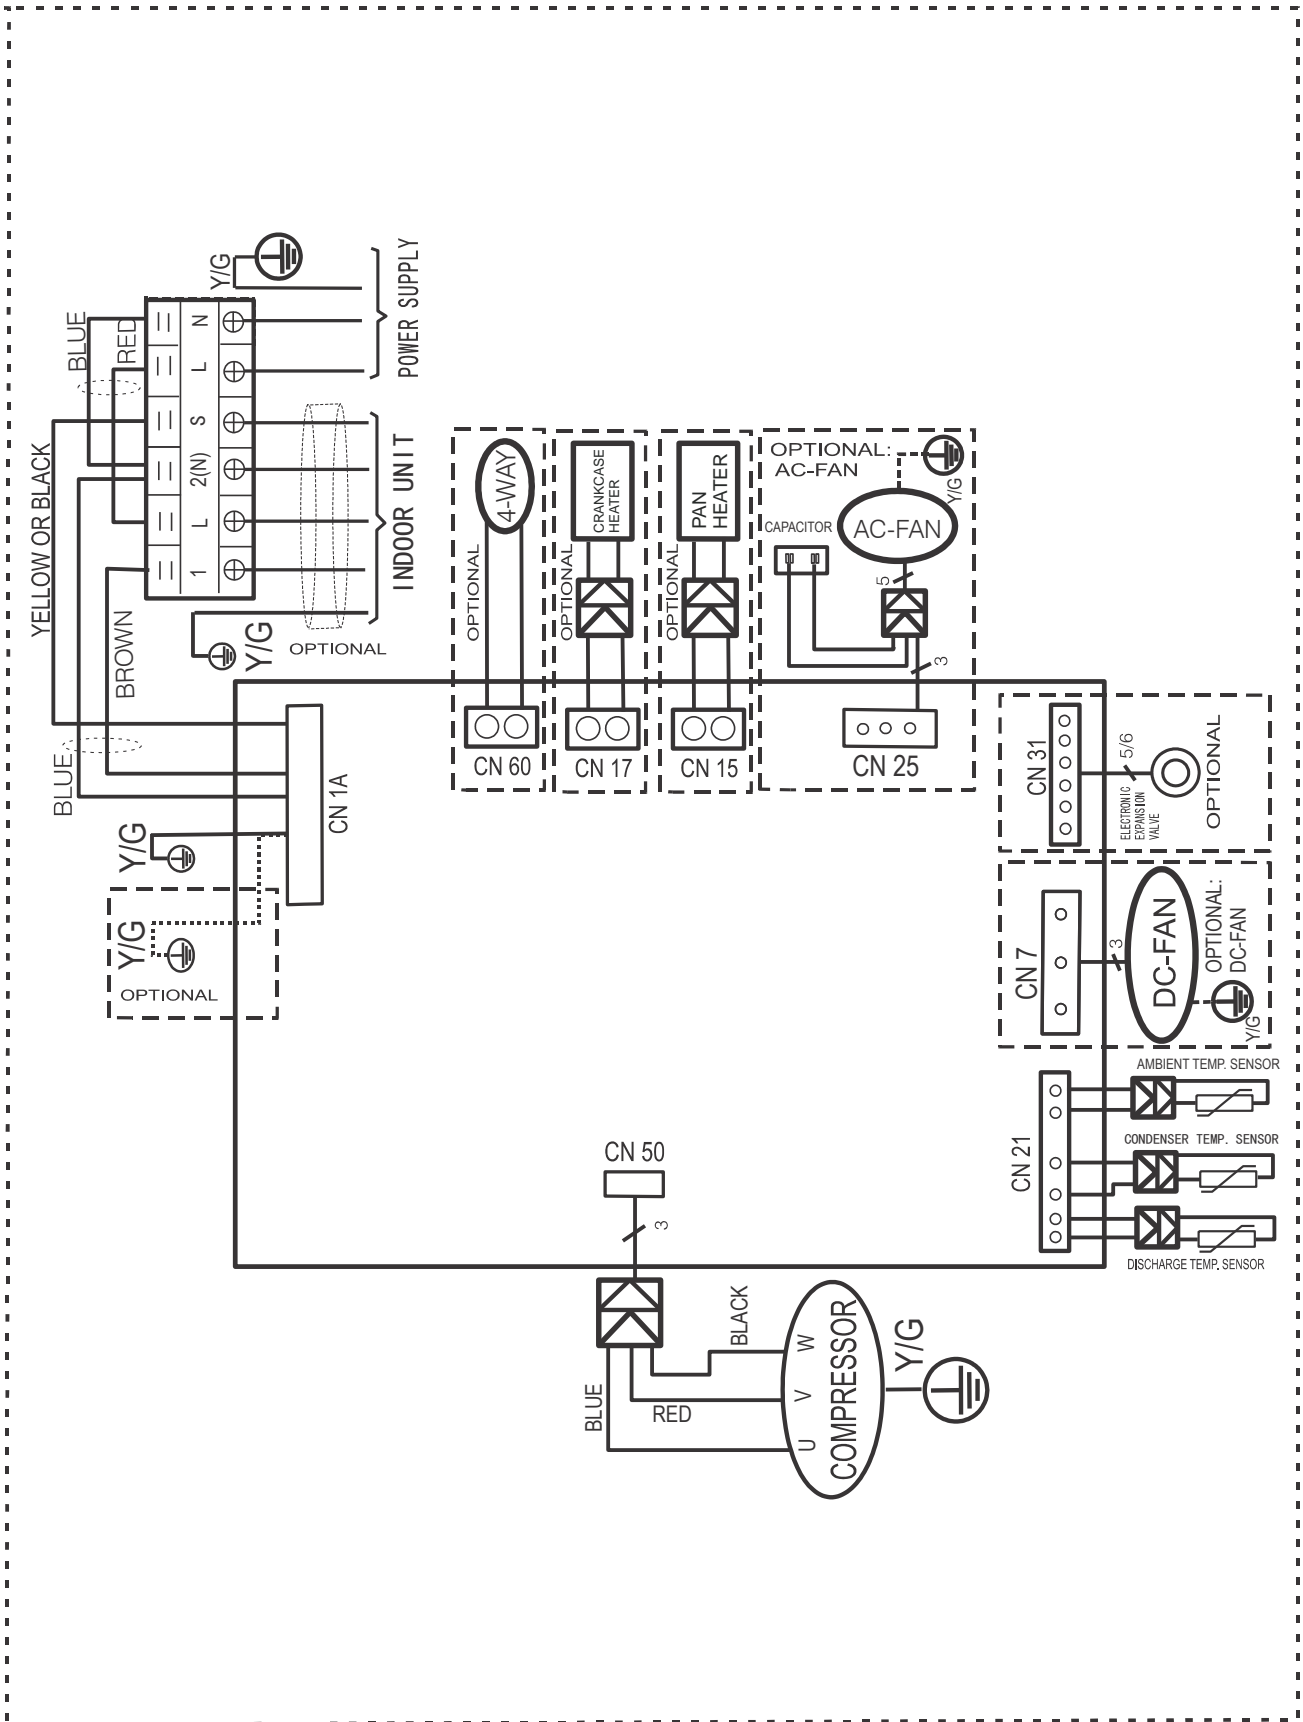 Y/G
POWER SUPPLY
BLUE
RED
N
L
S
2(N)
L
1
INDOOR UNIT
YELLOW OR BLACK
BROWN
BLUE
Y/G
OPTIONAL
CN 1A
Y/G
Y/G
OPTIONAL
4-WAY
OPTIONAL
CN 60
CRANKCASE
HEATER
OPTIONAL
CN 17
PAN
HEATER
OPTIONAL
CN 15
OPTIONAL:
AC-FAN
Y/G
CAPACITOR
AC-FAN
5
3
CN 25
CN 31
5/6
ELECTRONIC
EXPANSION
VALVE
OPTIONAL
CN 7
3
DC-FAN
OPTIONAL:
DC-FAN
Y/G
AMBIENT TEMP. SENSOR
CN 21
CONDENSER TEMP. SENSOR
DISCHARGE TEMP. SENSOR
CN 50
3
BLACK
BLUE
RED
W
V
U
COMPRESSOR
Y/G